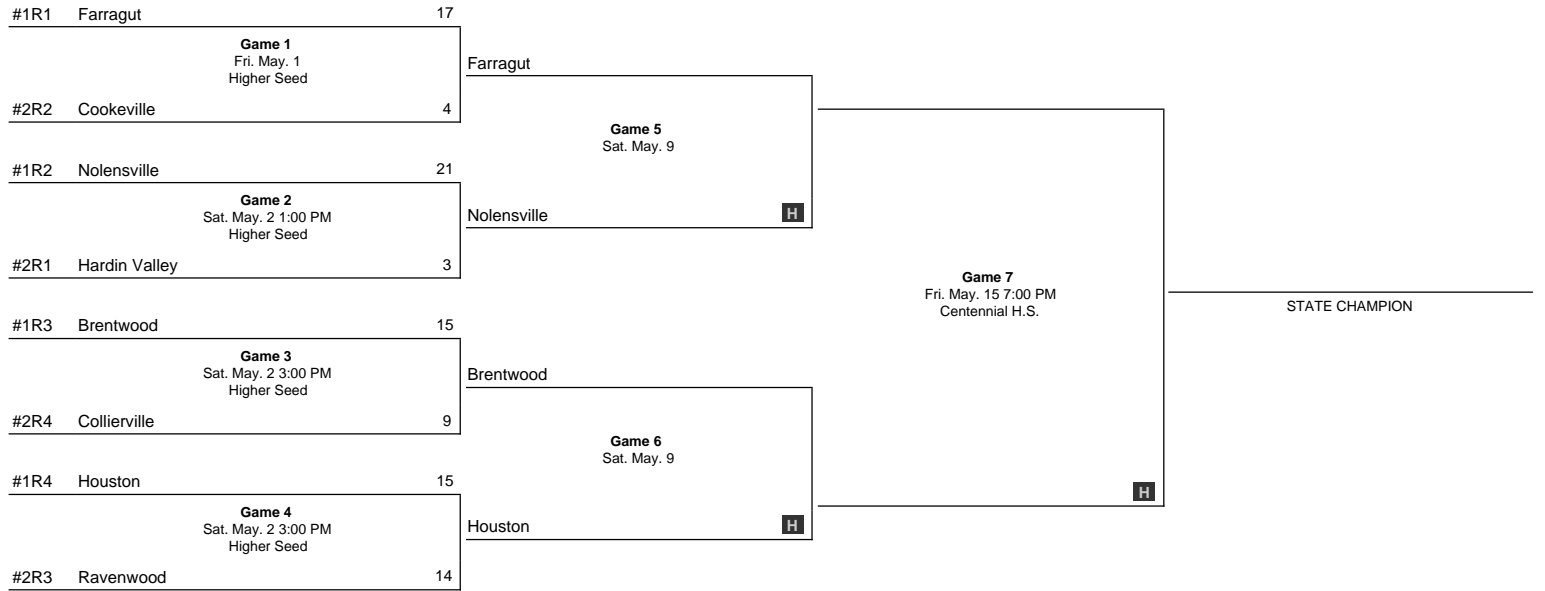 #1R1 Farragut 17
Game 1
Fri. May. 1
Higher Seed
#2R2 Cookeville 4
#1R2 Nolensville 21
Game 2
Sat. May. 2 1:00 PM
Higher Seed
#2R1 Hardin Valley 3
#1R3 Brentwood 15
Game 3
Sat. May. 2 3:00 PM
Higher Seed
#2R4 Collierville 9
#1R4 Houston 15
Game 4
Sat. May. 2 3:00 PM
Higher Seed
#2R3 Ravenwood 14
Farragut
Game 5
Sat. May. 9
Nolensville H
Brentwood
Game 6
Sat. May. 9
Houston H
Game 7
Fri. May. 15 7:00 PM
Centennial H.S.
H
STATE CHAMPION